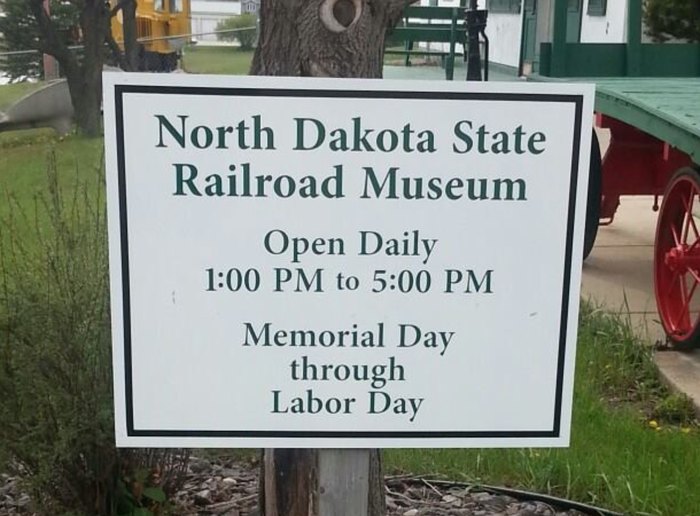 North Dakota State
Railroad Museum
Open Daily
1:00 PM to 5:00 PM
Memorial Day
through
Labor Day